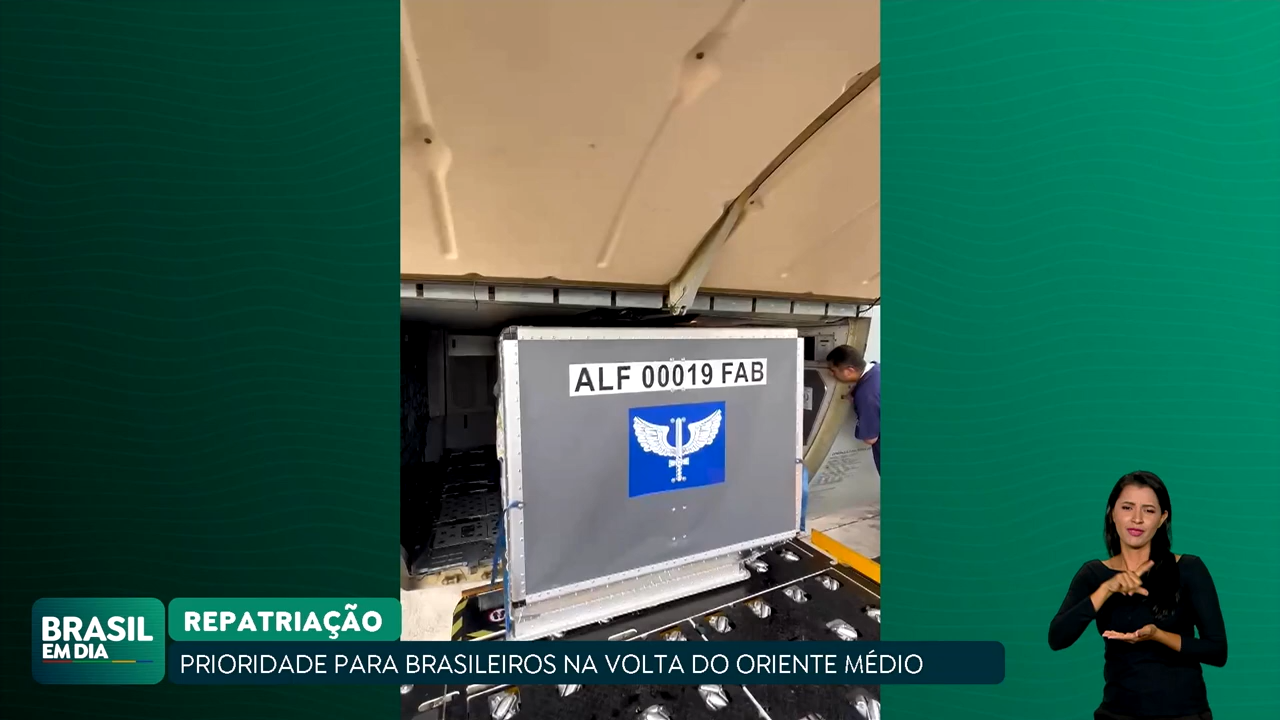 ALF 00019 FAB
BRASIL
EM DIA
REPATRIAÇÃO
PRIORIDADE PARA BRASILEIROS NA VOLTA DO ORIENTE MÉDIO